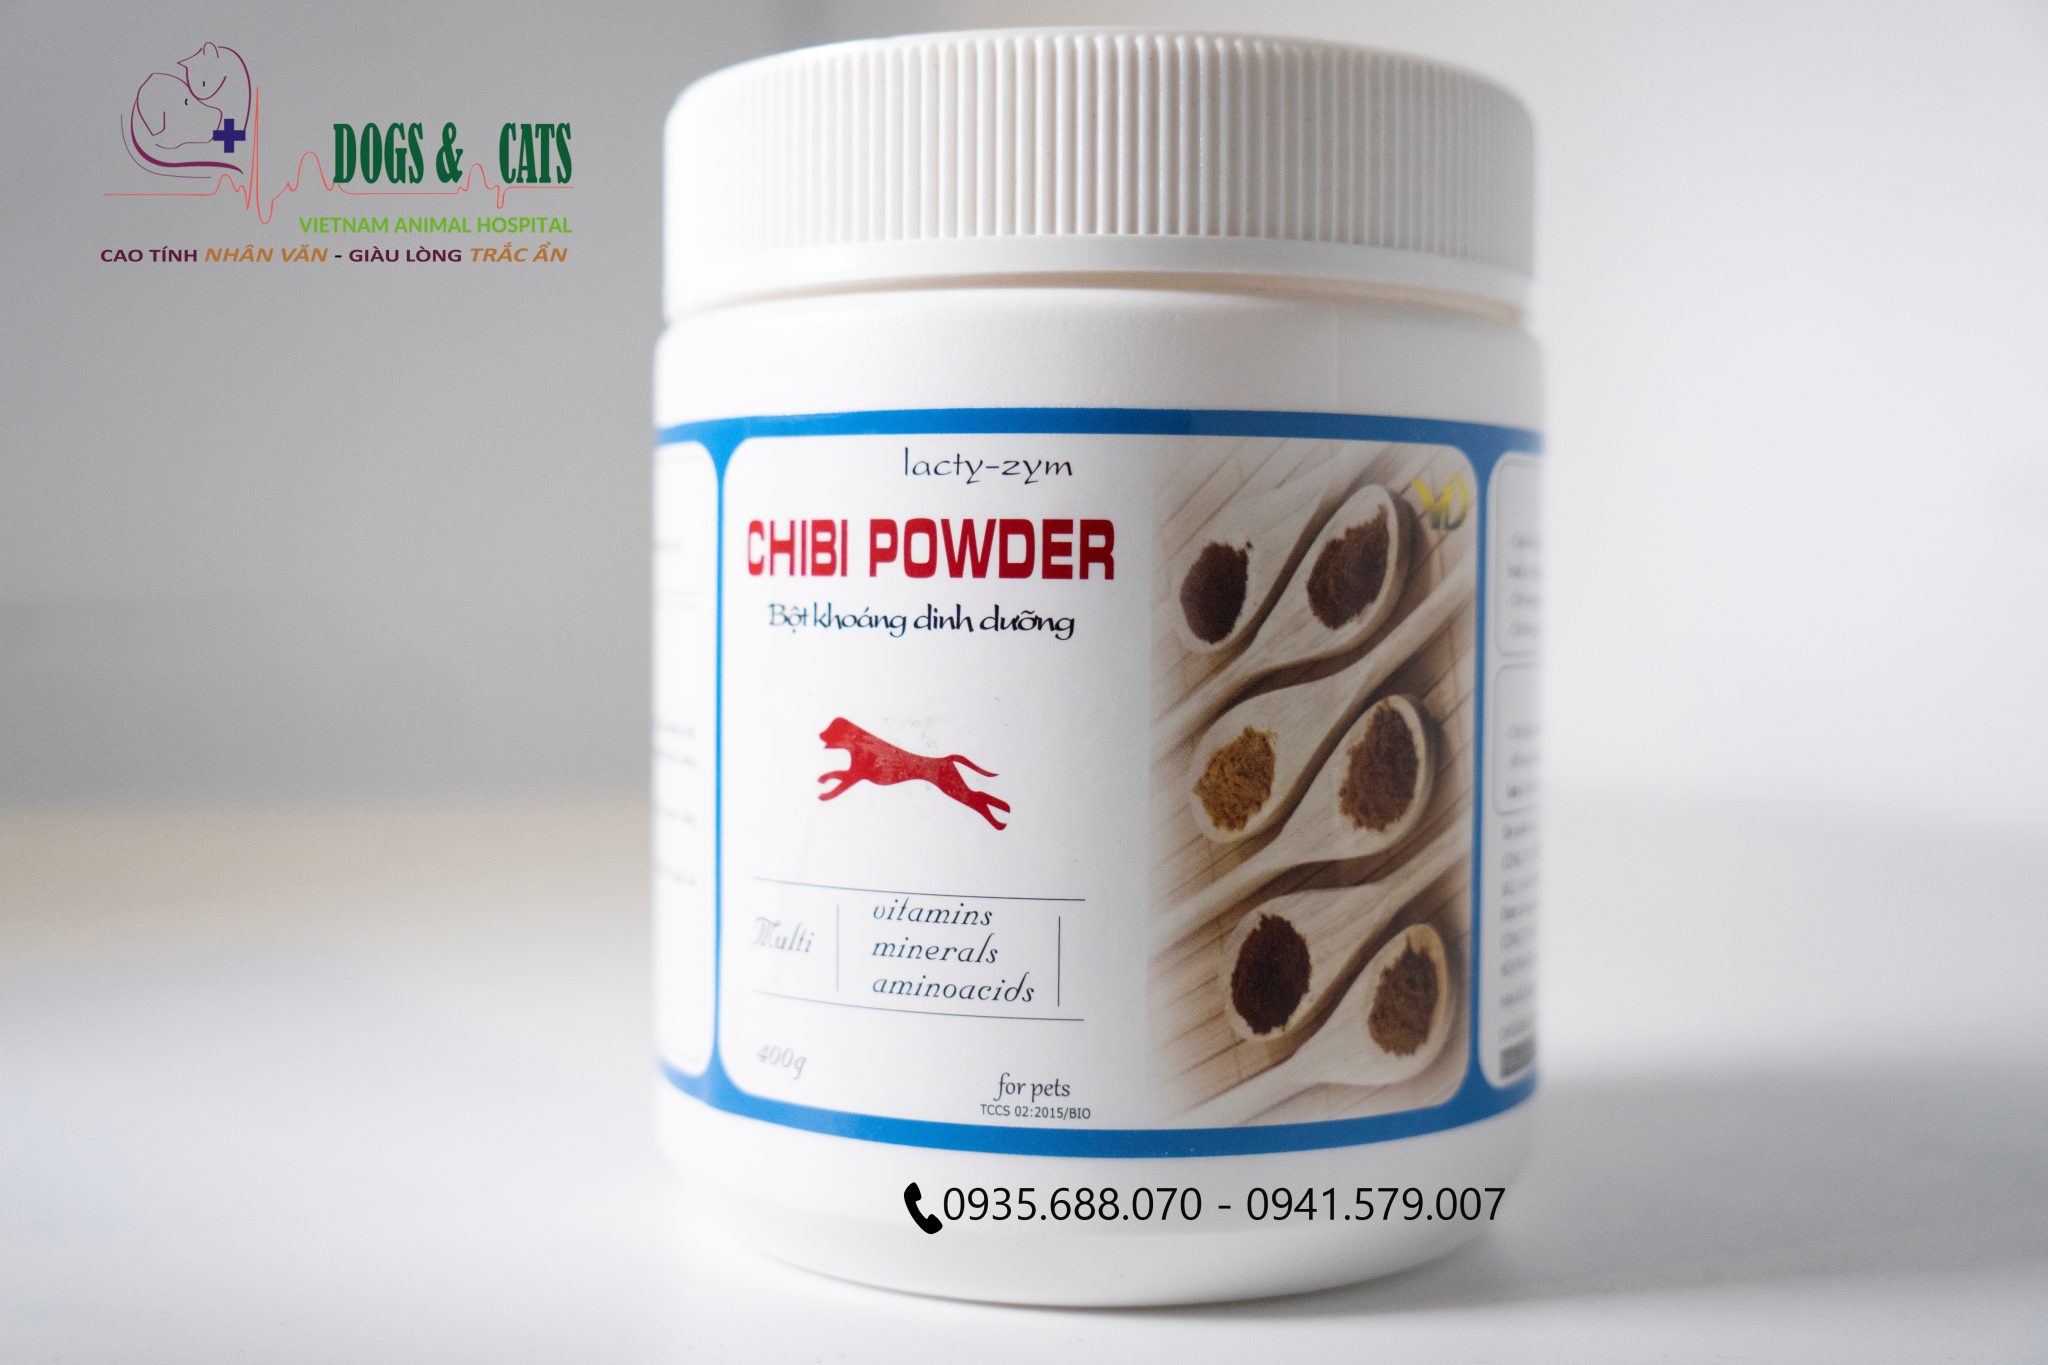 DOGS & CATS
VIETNAM ANIMAL HOSPITAL
CAO TÍNH NHÂN VĂN - GIÀU LÒNG TRẮC ẨN
lacty-zym
CHIBI POWDER
Bột khoáng dinh dưỡng
Multi
vitamins
minerals
aminoacids
400g
for pets
TCCS 02:2015/BIO
0935.688.070 - 0941.579.007